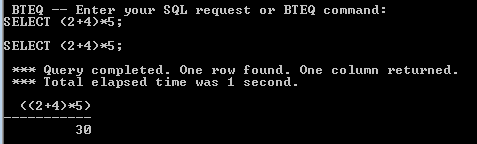 BTEQ -- Enter your SQL request or BTEQ command:
SELECT (2+4)*5;
SELECT (2+4)*5;
*** Query completed. One row found. One column returned.
*** Total elapsed time was 1 second.
((2+4)*5)
-----------
30